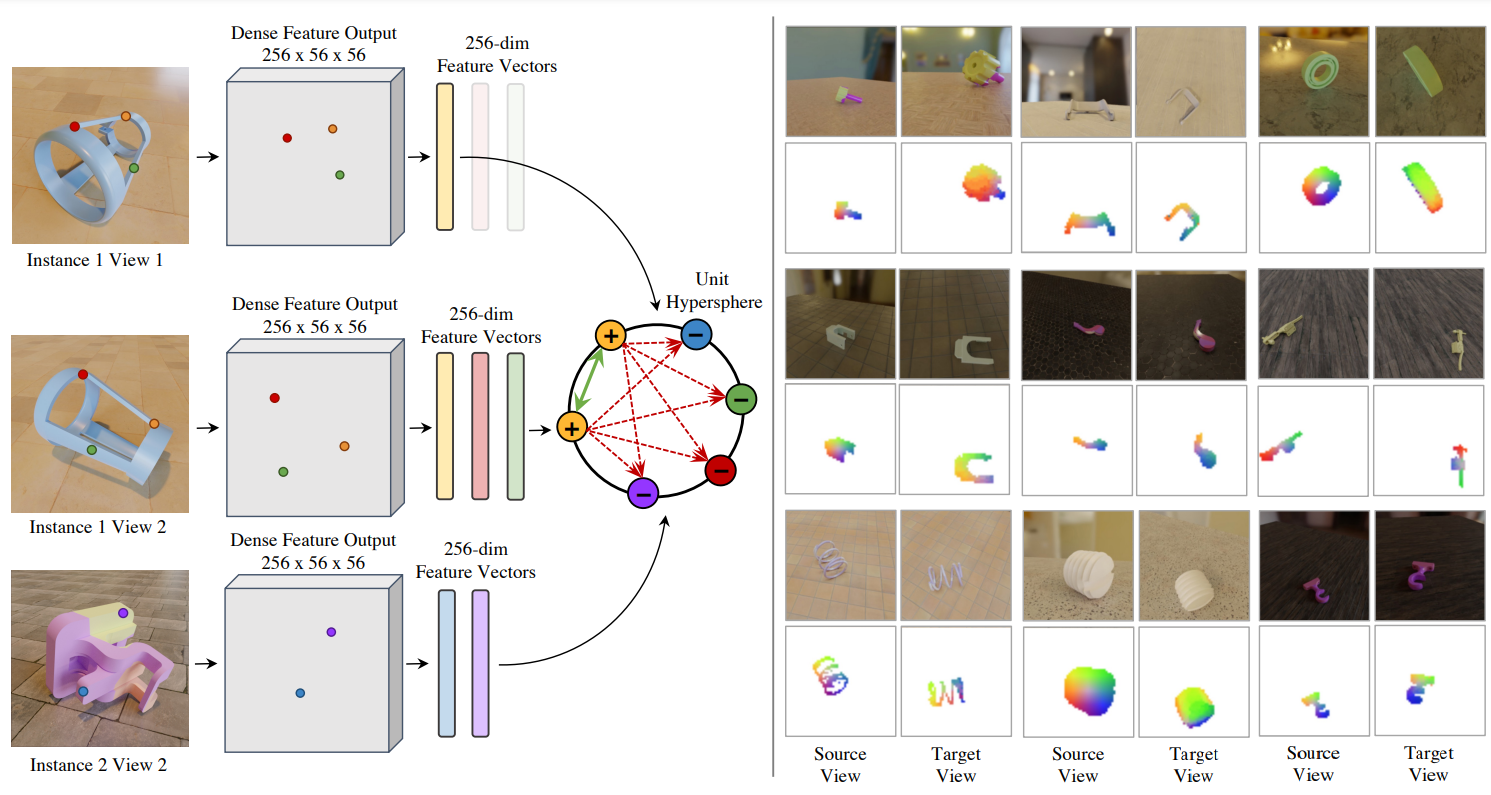 Dense Feature Output
256 x 56 x 56
256-dim
Feature Vectors
Instance 1 View 1
Dense Feature Output
256 x 56 x 56
256-dim
Feature Vectors
Instance 1 View 2
Unit
Hypersphere
+
−
+
−
−
−
Dense Feature Output
256 x 56 x 56
256-dim
Feature Vectors
Instance 2 View 2
Source
View
Target
View
Source
View
Target
View
Source
View
Target
View